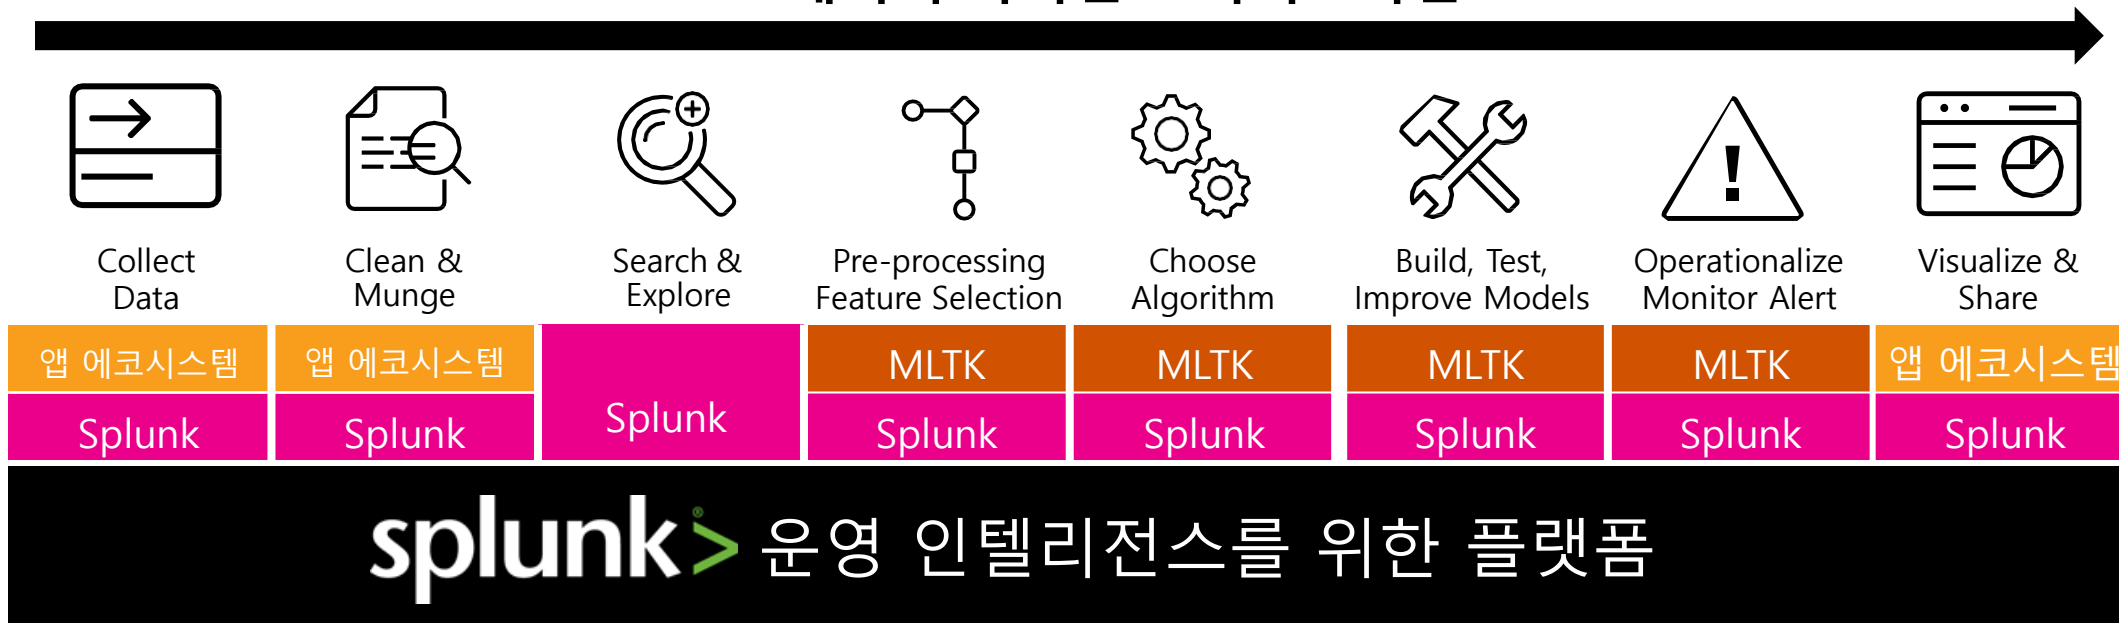 Collect
Data
Clean &
Munge
Search &
Explore
Pre-processing
Feature Selection
Choose
Algorithm
Build, Test,
Improve Models
Operationalize
Monitor Alert
Visualize &
Share
앱 에코시스템
앱 에코시스템
MLTK
MLTK
MLTK
MLTK
앱 에코시스템
Splunk
Splunk
Splunk
Splunk
Splunk
Splunk
Splunk
Splunk
splunk>® 운영 인텔리전스를 위한 플랫폼